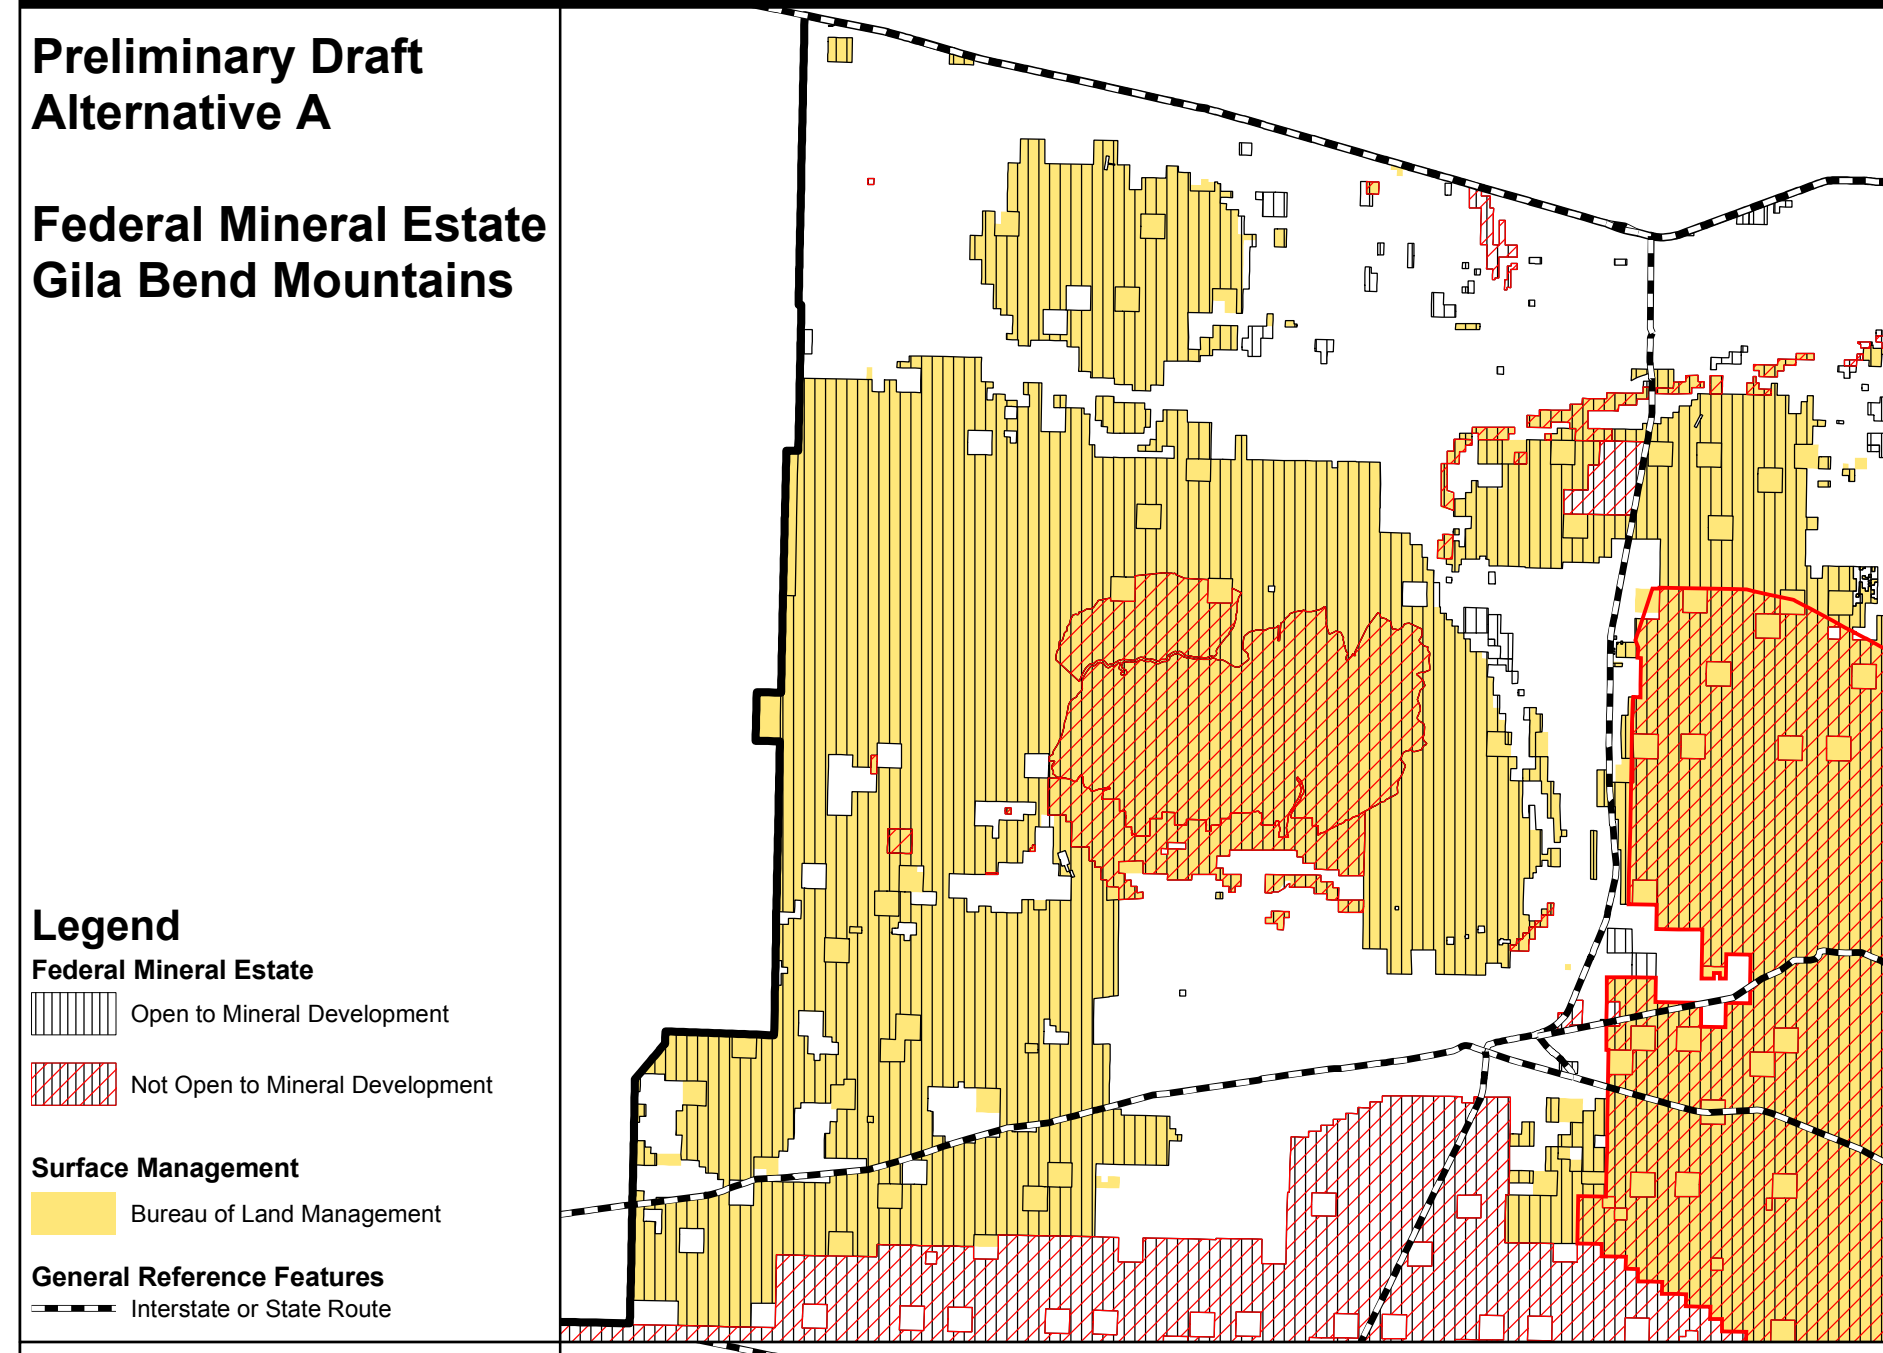 Preliminary Draft
Alternative A
Federal Mineral Estate
Gila Bend Mountains
Legend
Federal Mineral Estate
Open to Mineral Development
Not Open to Mineral Development
Surface Management
Bureau of Land Management
General Reference Features
Interstate or State Route